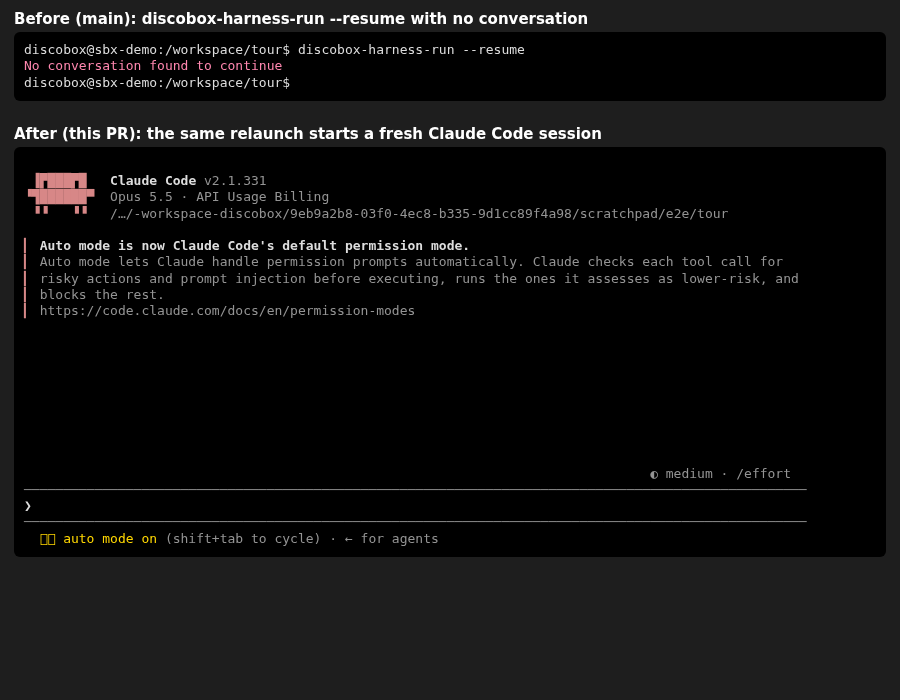 Before (main): discobox-harness-run --resume with no conversation
discobox@sbx-demo:/workspace/tour$ discobox-harness-run --resume
No conversation found to continue
discobox@sbx-demo:/workspace/tour$
After (this PR): the same relaunch starts a fresh Claude Code session
Claude Code v2.1.331
Opus 5.5 · API Usage Billing
/…/-workspace-discobox/9eb9a2b8-03f0-4ec8-b335-9d1cc89f4a98/scratchpad/e2e/tour
Auto mode is now Claude Code's default permission mode.
Auto mode lets Claude handle permission prompts automatically. Claude checks each tool call for
risky actions and prompt injection before executing, runs the ones it assesses as lower-risk, and
blocks the rest.
https://code.claude.com/docs/en/permission-modes
◐ medium · /effort
❯
auto mode on (shift+tab to cycle) · ← for agents